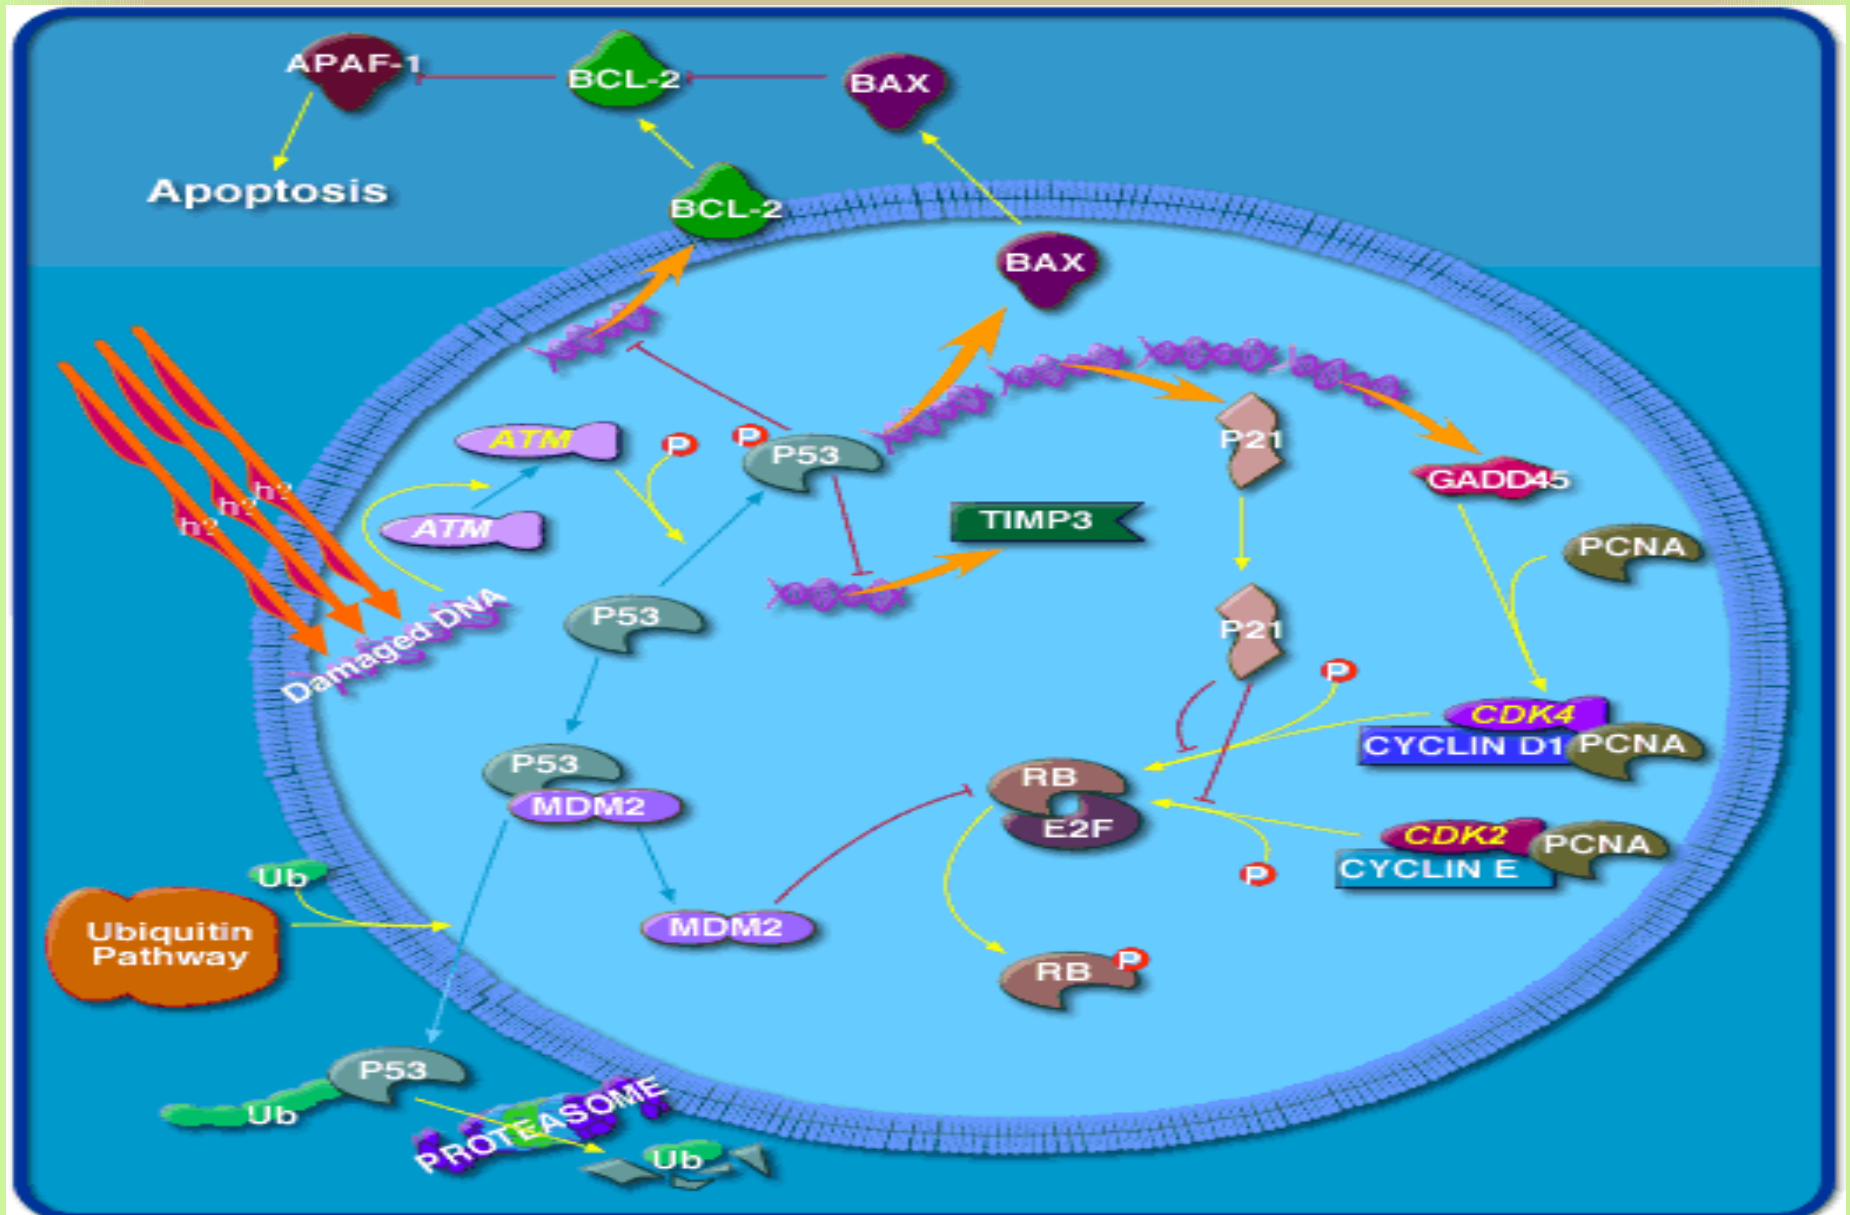 APAF-1
BCL-2
BAX
Apoptosis
BCL-2
BAX
ATM
P
P
P53
P21
GADD45
h?
h?
h?
ATM
TIMP3
PCNA
Damaged DNA
P53
P21
P
CDK4
CYCLIN D1
PCNA
P53
MDM2
RB
E2F
CDK2
PCNA
CYCLIN E
P
Ub
Ubiquitin
Pathway
MDM2
RB
P
P53
Ub
PROTEASOME
Ub